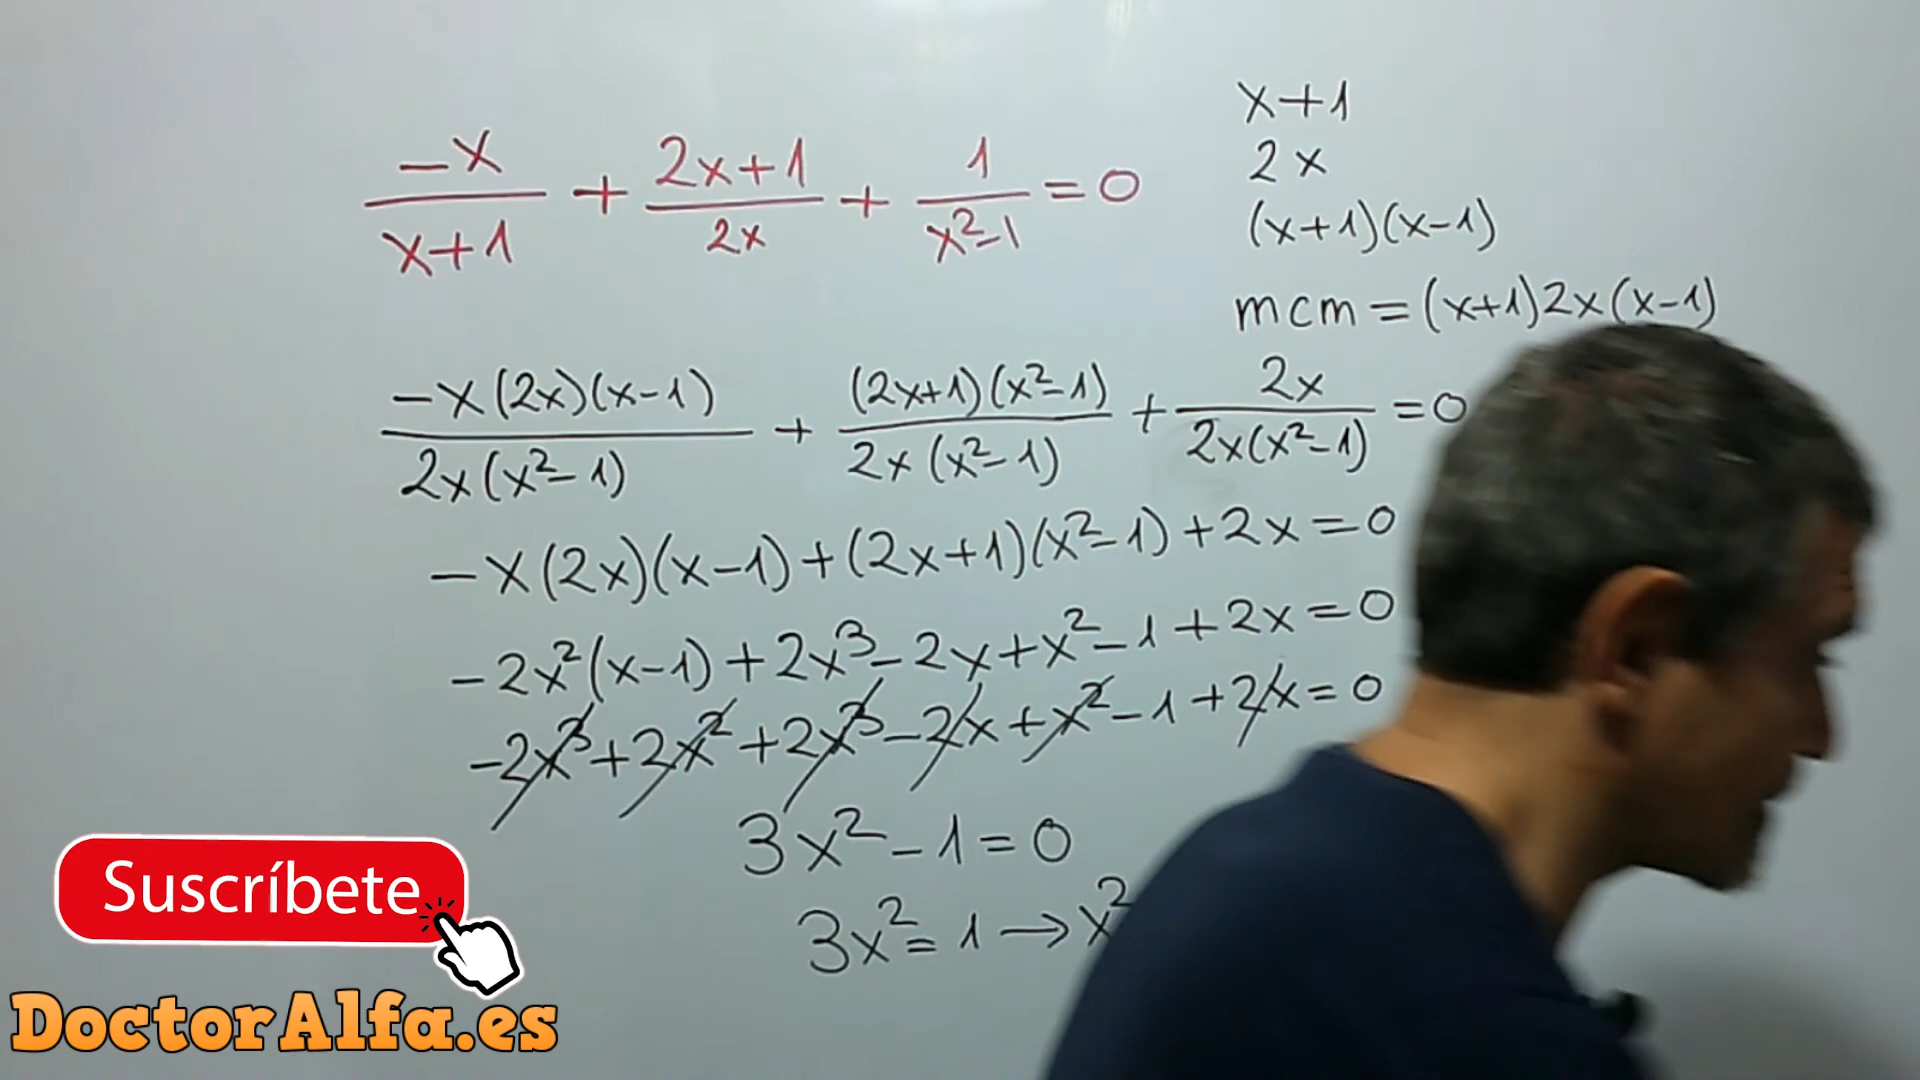 -x/(x+1) + (2x+1)/(2x) + 1/(x²-1) = 0
x+1
2x
(x+1)(x-1)
mcm = (x+1)2x(x-1)
-x(2x)(x-1)/(2x(x²-1)) + (2x+1)(x²-1)/(2x(x²-1)) + 2x/(2x(x²-1)) = 0
-x(2x)(x-1)+(2x+1)(x²-1)+2x=0
-2x²(x-1)+2x³-2x+x²-1+2x=0
-2x³+2x²+2x³-2x+x²-1+2x=0
3x²-1=0
3x²=1→x²
Suscríbete
DoctorAlfa.es